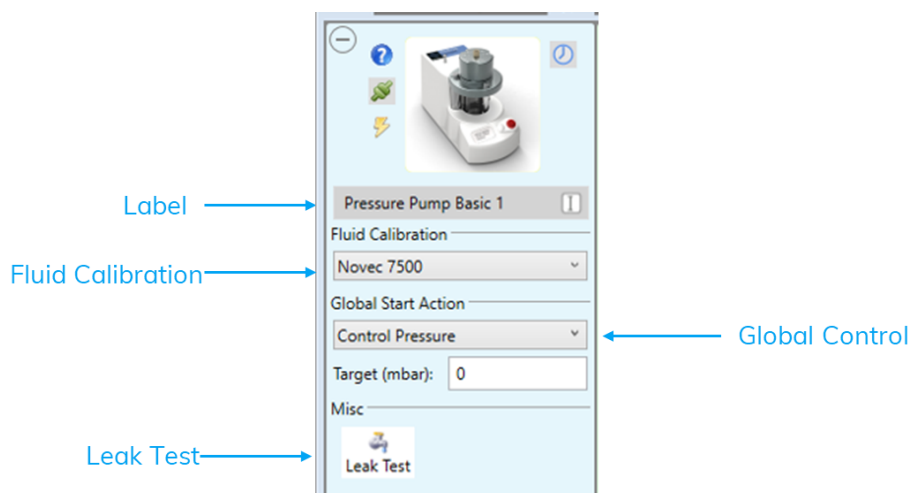 Label
Pressure Pump Basic 1
Fluid Calibration
Fluid Calibration
Novec 7500
Global Start Action
Control Pressure
Global Control
Target (mbar):
0
Misc
Leak Test
Leak Test